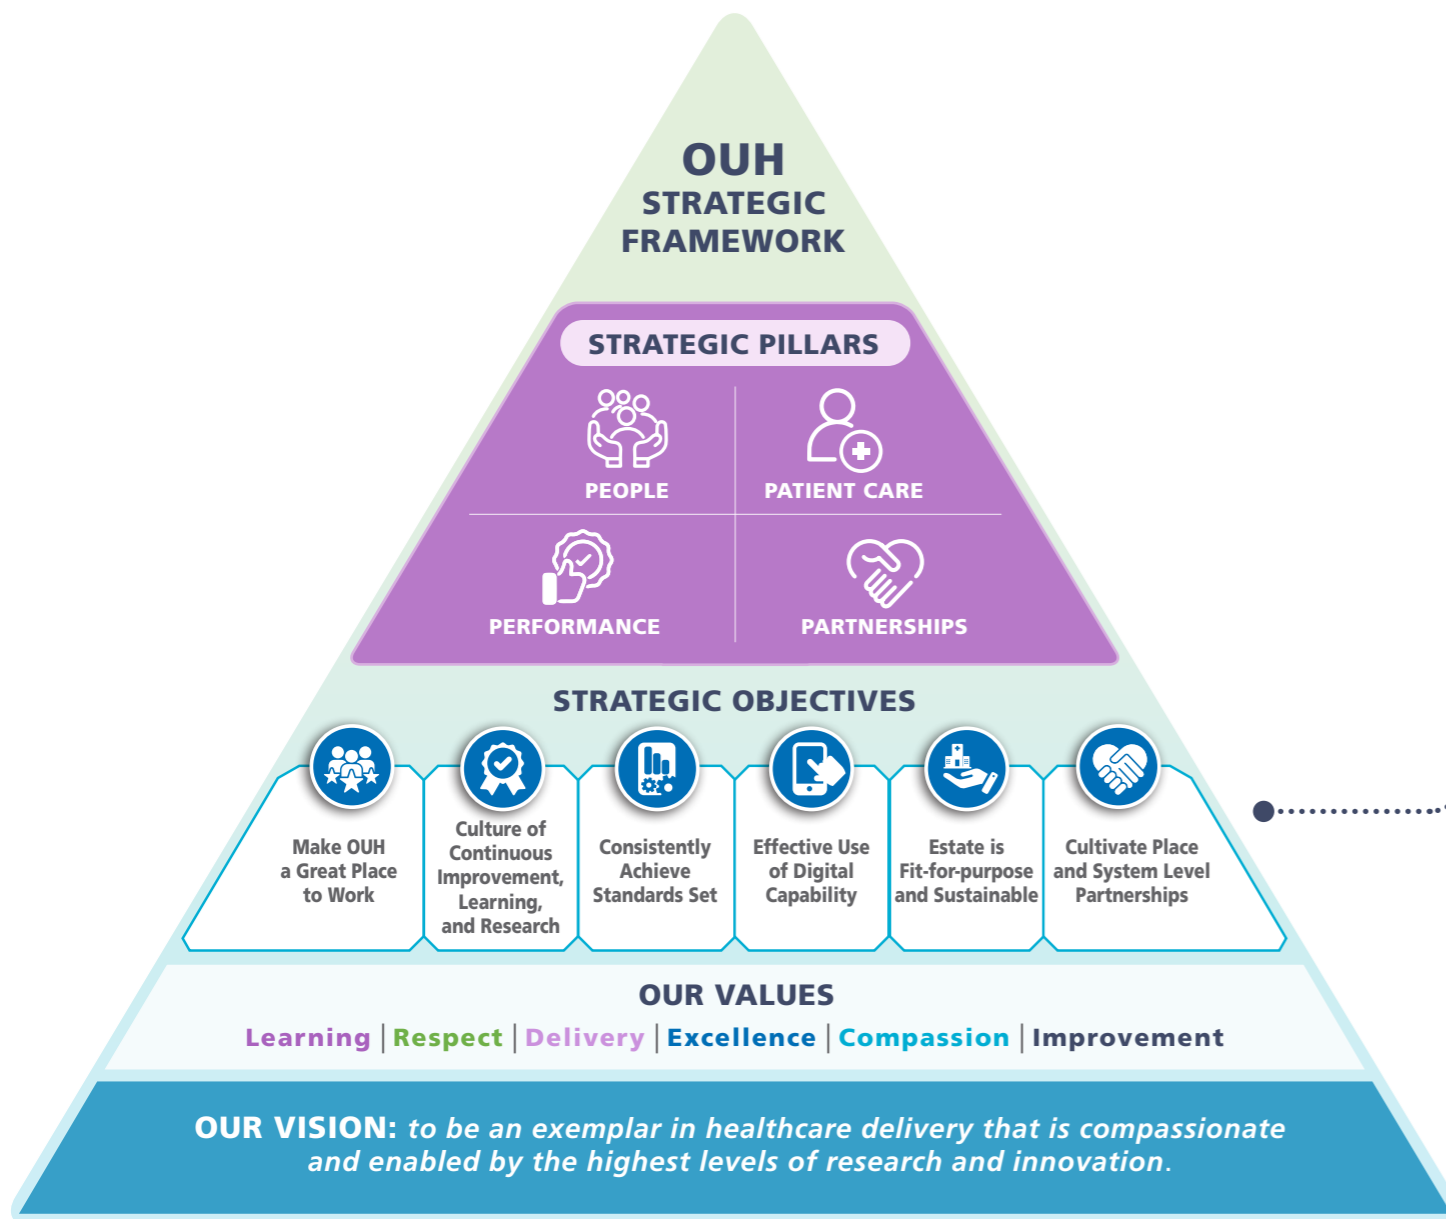 OUH
STRATEGIC
FRAMEWORK
STRATEGIC PILLARS
PEOPLE
PATIENT CARE
PERFORMANCE
PARTNERSHIPS
STRATEGIC OBJECTIVES
Make OUH
a Great Place
to Work
Culture of
Continuous
Improvement,
Learning,
and Research
Consistently
Achieve
Standards Set
Effective Use
of Digital
Capability
Estate is
Fit-for-purpose
and Sustainable
Cultivate Place
and System Level
Partnerships
OUR VALUES
Learning | Respect | Delivery | Excellence | Compassion | Improvement
OUR VISION: to be an exemplar in healthcare delivery that is compassionate
and enabled by the highest levels of research and innovation.